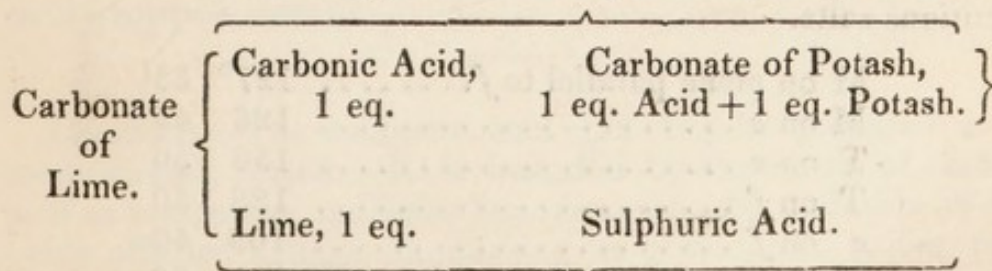 Carbonic Acid, Carbonate of Potash,
Carbonate 1 eq. 1 eq. Acid + 1 eq. Potash.
of
Lime.
Lime, 1 eq. Sulphuric Acid.